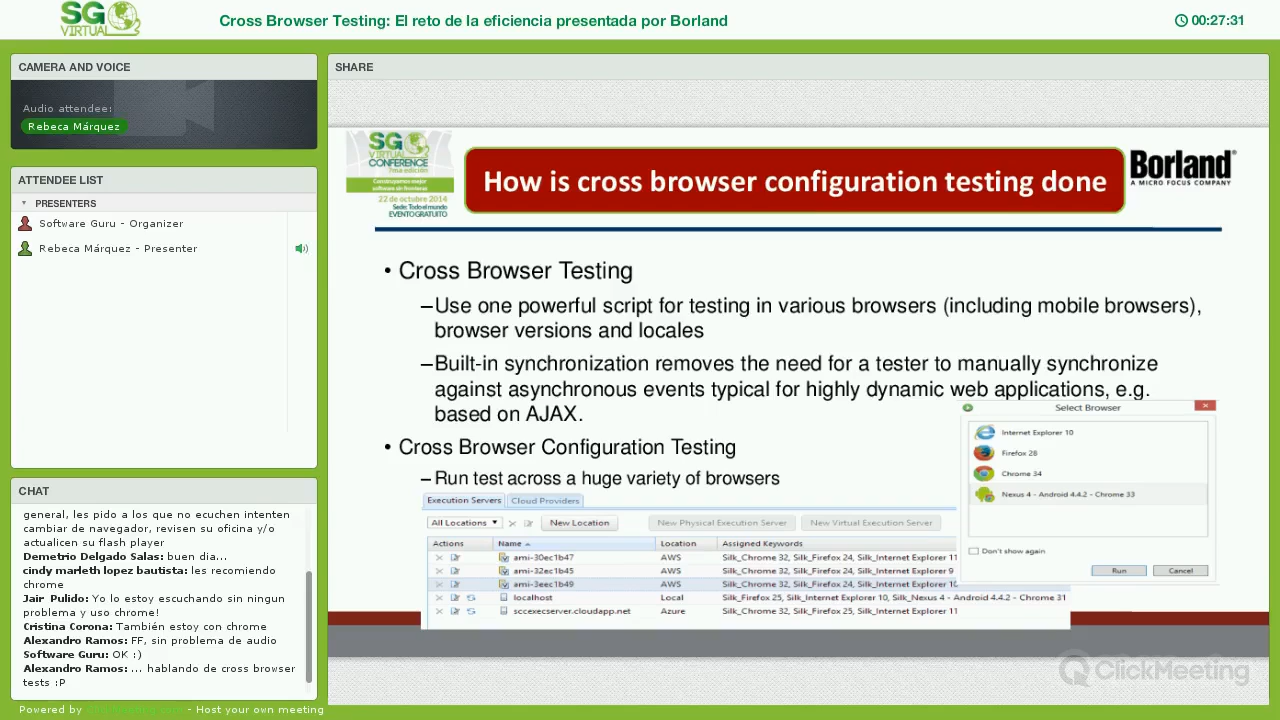 SG
VIRTUAL
Cross Browser Testing: El reto de la eficiencia presentada por Borland
00:27:31
CAMERA AND VOICE
Audio attendee:
Rebeca Márquez
ATTENDEE LIST
PRESENTERS
Software Guru - Organizer
Rebeca Márquez - Presenter
CHAT
general, les pido a los que no ecuchen intenten
cambiar de navegador, revisen su oficina y/o
actualicen su flash player
Demetrio Delgado Salas: buen dia...
cindy marleth lopez bautista: les recomiendo
chrome
Jair Pulido: Yo lo estoy escuchando sin ningun
problema y uso chrome!
Cristina Corona: También estoy con chrome
Alexandro Ramos: FF, sin problema de audio
Software Guru: OK :)
Alexandro Ramos: ... hablando de cross browser
tests :P
Powered by ClickMeeting.com - Host your own meeting
SHARE
SG
VIRTUAL
CONFERENCE
7ma edición
Construyamos mejor
software sin fronteras
22 de octubre 2014
Sede: Todo el mundo
EVENTO GRATUITO
How is cross browser configuration testing done
Borland®
A MICRO FOCUS COMPANY
• Cross Browser Testing
–Use one powerful script for testing in various browsers (including mobile browsers),
browser versions and locales
–Built-in synchronization removes the need for a tester to manually synchronize
against asynchronous events typical for highly dynamic web applications, e.g.
based on AJAX.
• Cross Browser Configuration Testing
– Run test across a huge variety of browsers
Select Browser
Internet Explorer 10
Firefox 28
Chrome 34
Nexus 4 - Android 4.4.2 - Chrome 33
Don't show again
Run Cancel
Execution Servers Cloud Providers
All Locations New Location New Physical Execution Server New Virtual Execution Server
Actions Name Location Assigned Keywords
ami-30ec1b47 AWS Silk_Chrome 32, Silk_Firefox 24, Silk_Internet Explorer 11
ami-32ec1b45 AWS Silk_Chrome 32, Silk_Firefox 24, Silk_Internet Explorer 9
ami-3eec1b49 AWS Silk_Chrome 32, Silk_Firefox 24, Silk_Internet Explorer 10
localhost Local Silk_Firefox 25, Silk_Internet Explorer 10, Silk_Nexus 4 - Android 4.4.2 - Chrome 31
sccexecserver.cloudapp.net Azure Silk_Chrome 32, Silk_Firefox 25, Silk_Internet Explorer 11
ClickMeeting